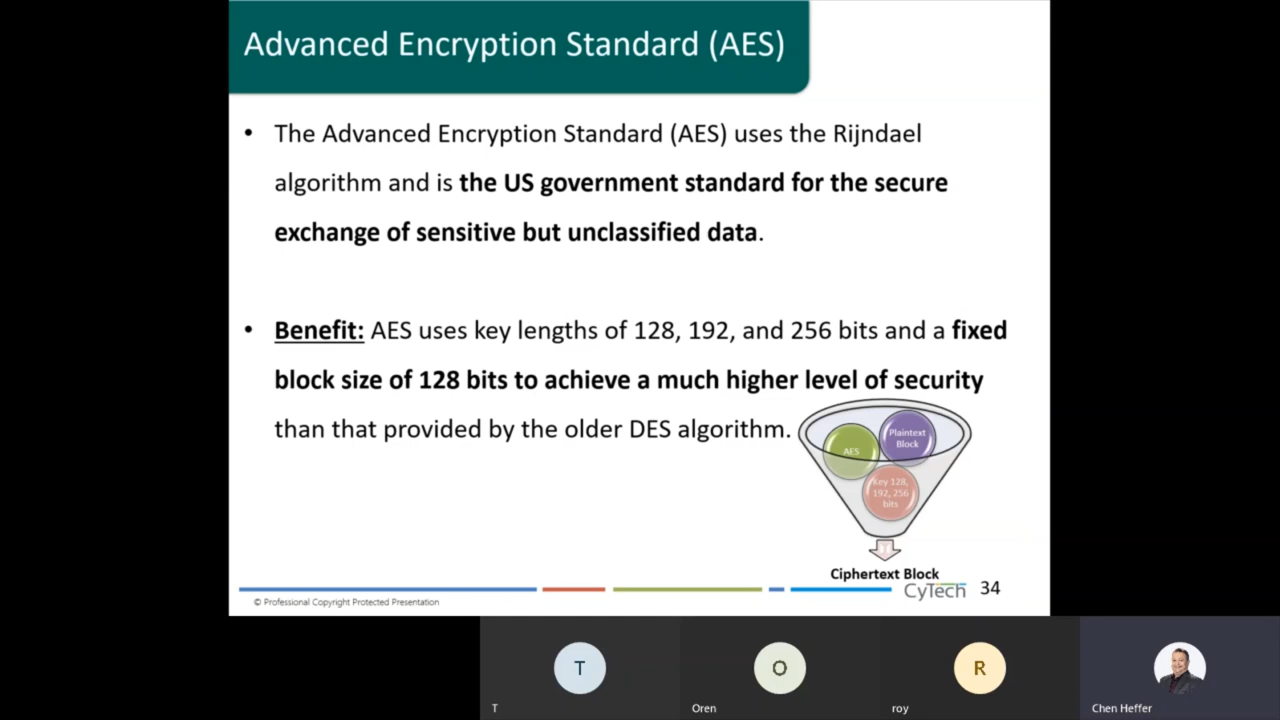 Advanced Encryption Standard (AES)
• The Advanced Encryption Standard (AES) uses the Rijndael
algorithm and is the US government standard for the secure
exchange of sensitive but unclassified data.
• Benefit: AES uses key lengths of 128, 192, and 256 bits and a fixed
block size of 128 bits to achieve a much higher level of security
than that provided by the older DES algorithm.
Plaintext
Block
AES
Key 128,
192, 256
bits
Ciphertext Block
CyTech
34
© Professional Copyright Protected Presentation
T
O
R
T
Oren
roy
Chen Heffer